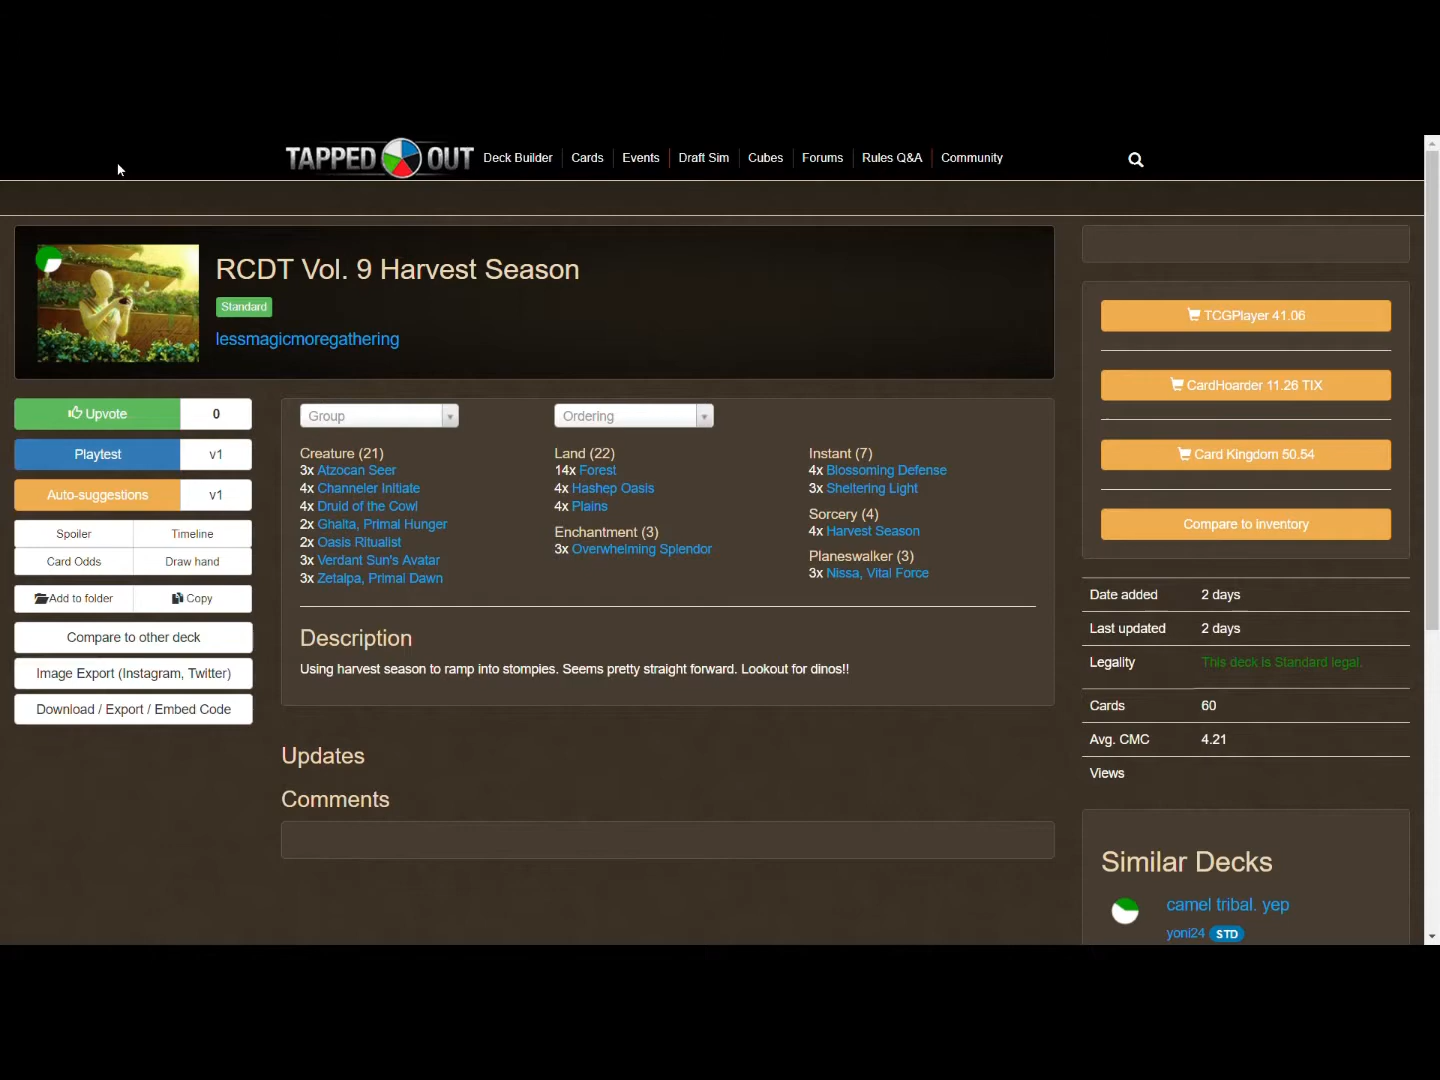 TAPPED OUT
Deck Builder
Cards
Events
Draft Sim
Cubes
Forums
Rules Q&A
Community
RCDT Vol. 9 Harvest Season
Standard
lessmagicmoregathering
Upvote 0
Playtest v1
Auto-suggestions v1
Spoiler Timeline
Card Odds Draw hand
Add to folder Copy
Compare to other deck
Image Export (Instagram, Twitter)
Download / Export / Embed Code
Group
Ordering
Creature (21)
3x Atzocan Seer
4x Channeler Initiate
4x Druid of the Cowl
2x Ghalta, Primal Hunger
2x Oasis Ritualist
3x Verdant Sun's Avatar
3x Zetalpa, Primal Dawn
Land (22)
14x Forest
4x Hashep Oasis
4x Plains
Enchantment (3)
3x Overwhelming Splendor
Instant (7)
4x Blossoming Defense
3x Sheltering Light
Sorcery (4)
4x Harvest Season
Planeswalker (3)
3x Nissa, Vital Force
Description
Using harvest season to ramp into stompies. Seems pretty straight forward. Lookout for dinos!!
Updates
Comments
TCGPlayer 41.06
CardHoarder 11.26 TIX
Card Kingdom 50.54
Compare to inventory
Date added 2 days
Last updated 2 days
Legality This deck is Standard legal.
Cards 60
Avg. CMC 4.21
Views
Similar Decks
camel tribal. yep
yoni24 STD